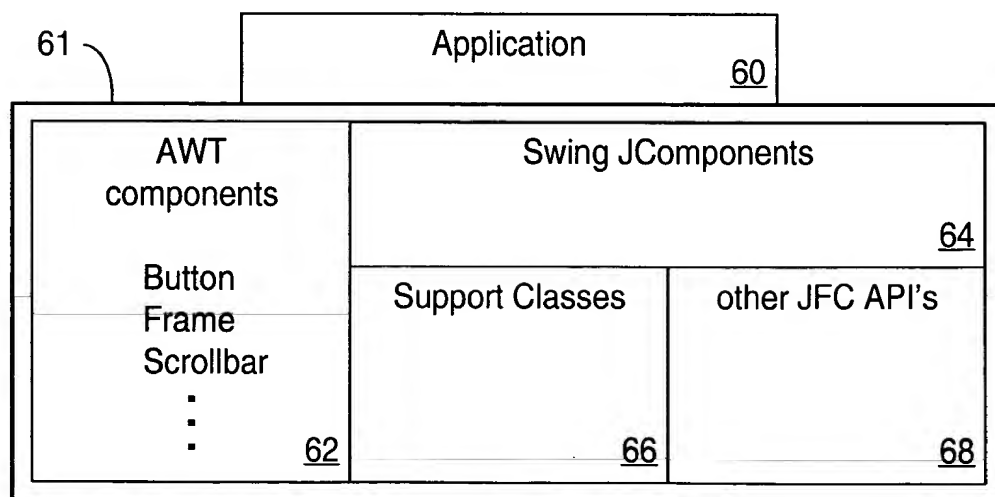 61
Application
60
AWT
components
Button
Frame
Scrollbar
62
Swing JComponents
64
Support Classes
66
other JFC API's
68